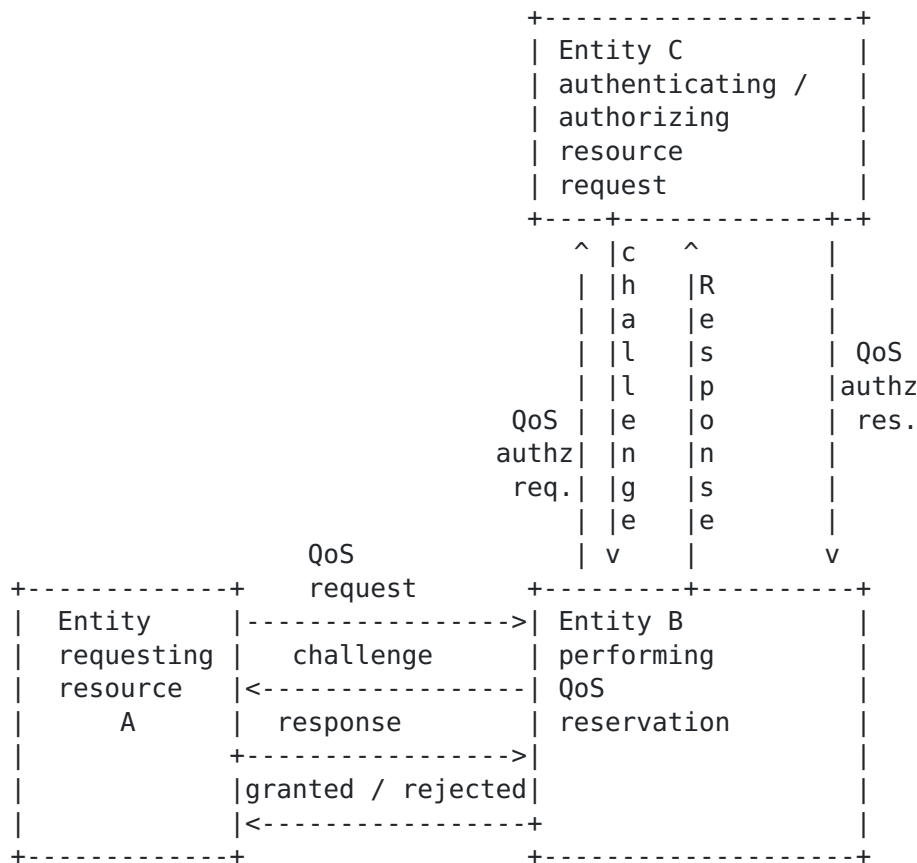 +--------------------+
| Entity C           |
| authenticating /   |
| authorizing        |
| resource           |
| request            |
+----+-------------+-+
   ^ |c   ^        |
   | |h   |R       |
   | |a   |e       |
   | |l   |s       | QoS
   | |l   |p       |authz
QoS | |e   |o       | res.
authz| |n   |n       |
req.| |g   |s       |
   | |e   |e       |
QoS                | v    |        v
+-------------+    request       +---------+----------+
|  Entity     |----------------->| Entity B           |
|  requesting |   challenge      | performing         |
|  resource   |<-----------------| QoS                |
|      A      |  response        | reservation        |
|             +----------------->|                    |
|             |granted / rejected|                    |
|             |<-----------------+                    |
+-------------+                  +--------------------+